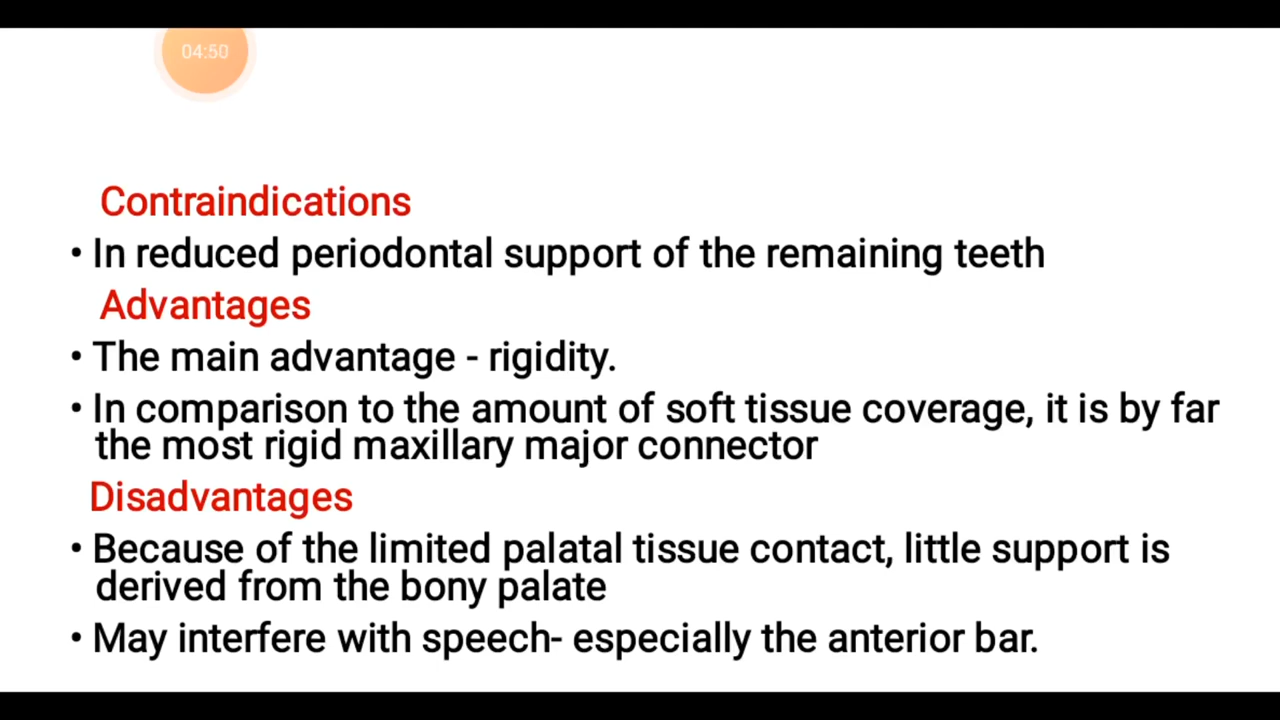 04:50
Contraindications
• In reduced periodontal support of the remaining teeth
Advantages
• The main advantage - rigidity.
• In comparison to the amount of soft tissue coverage, it is by far
the most rigid maxillary major connector
Disadvantages
• Because of the limited palatal tissue contact, little support is
derived from the bony palate
• May interfere with speech- especially the anterior bar.